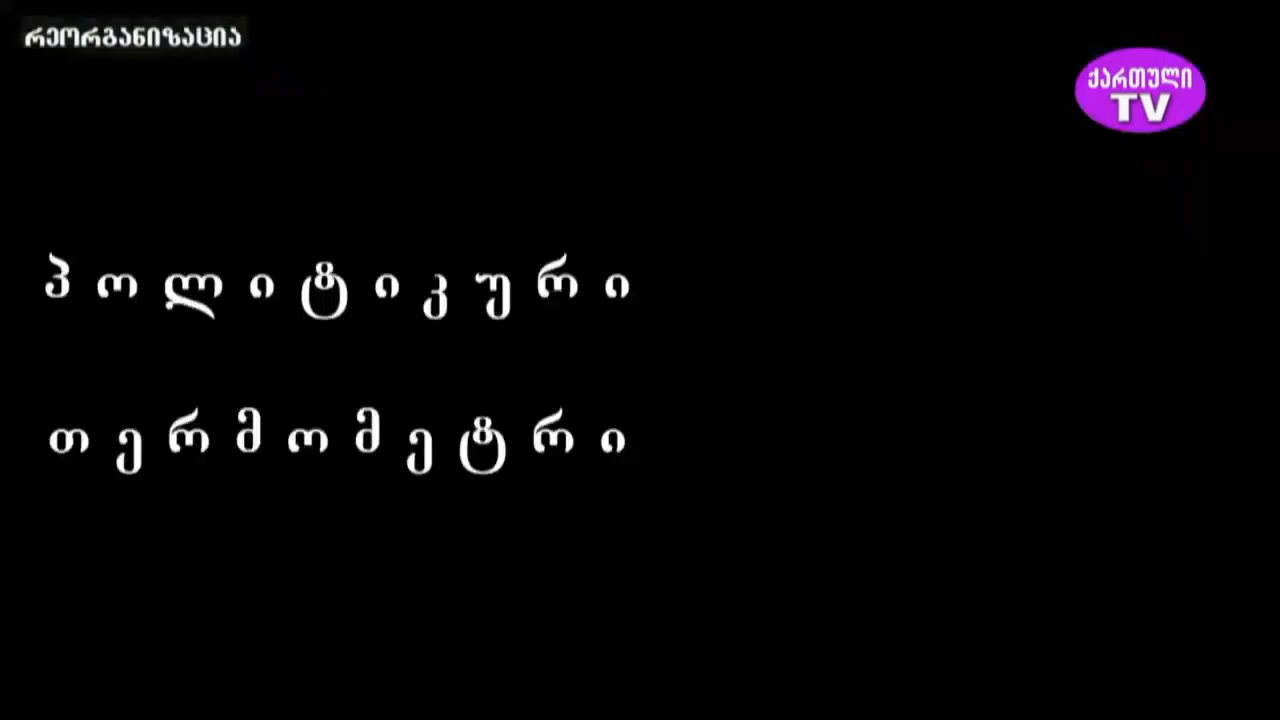 რეორგანიზაცია
ქართული
TV
პ ო ლ ი ტ ი კ უ რ ი
თ ე რ მ ო მ ე ტ რ ი